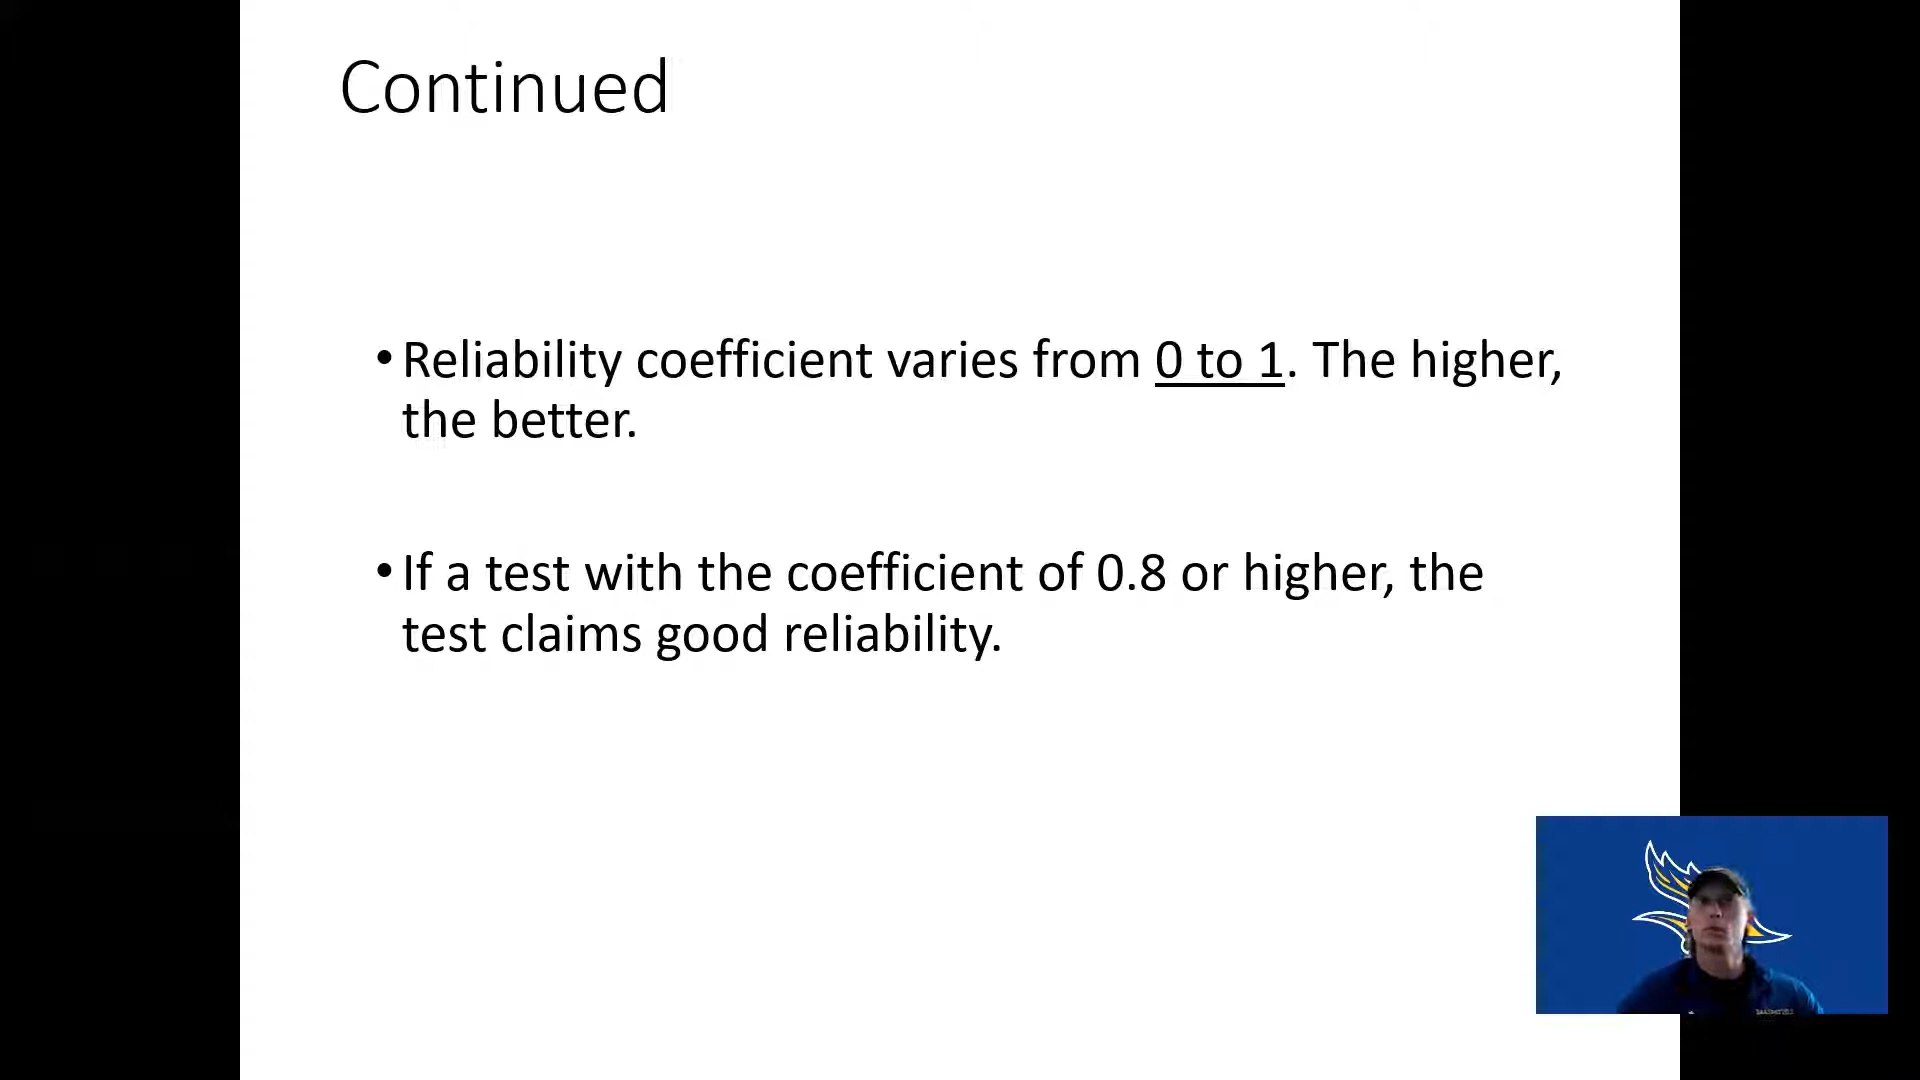 Continued
• Reliability coefficient varies from 0 to 1. The higher,
the better.
• If a test with the coefficient of 0.8 or higher, the
test claims good reliability.